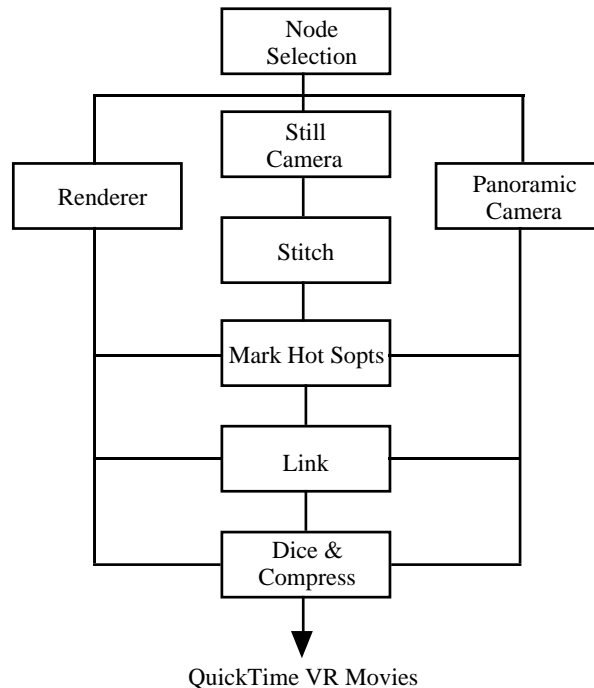 Node
Selection
Still
Camera
Renderer
Panoramic
Camera
Stitch
Mark Hot Sopts
Link
Dice &
Compress
QuickTime VR Movies